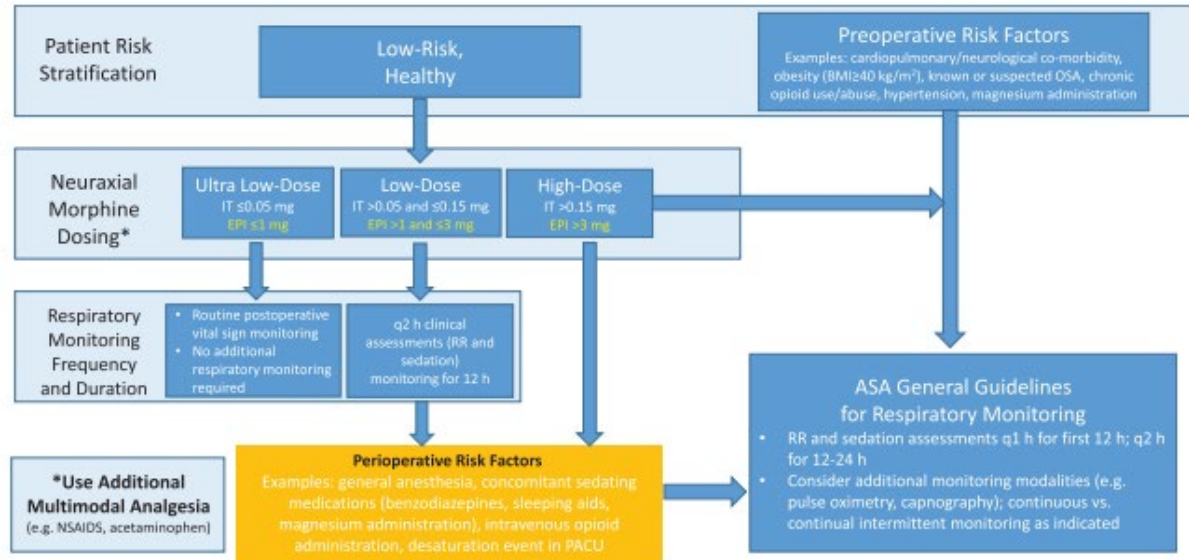 Patient Risk
Stratification
Low-Risk,
Healthy
Preoperative Risk Factors
Examples: cardiopulmonary/neurological co-morbidity,
obesity (BMI≥40 kg/m²), known or suspected OSA, chronic
opioid use/abuse, hypertension, magnesium administration
Neuraxial
Morphine
Dosing*
Ultra Low-Dose
IT ≤0.05 mg
EPI ≤1 mg
Low-Dose
IT >0.05 and ≤0.15 mg
EPI >1 and ≤3 mg
High-Dose
IT >0.15 mg
EPI >3 mg
Respiratory
Monitoring
Frequency
and Duration
• Routine postoperative
vital sign monitoring
• No additional
respiratory monitoring
required
q2 h clinical
assessments (RR and
sedation)
monitoring for 12 h
ASA General Guidelines
for Respiratory Monitoring
• RR and sedation assessments q1 h for first 12 h; q2 h
for 12-24 h
• Consider additional monitoring modalities (e.g.
pulse oximetry, capnography); continuous vs.
continual intermittent monitoring as indicated
*Use Additional
Multimodal Analgesia
(e.g. NSAIDS, acetaminophen)
Perioperative Risk Factors
Examples: general anesthesia, concomitant sedating
medications (benzodiazepines, sleeping aids,
magnesium administration), intravenous opioid
administration, desaturation event in PACU